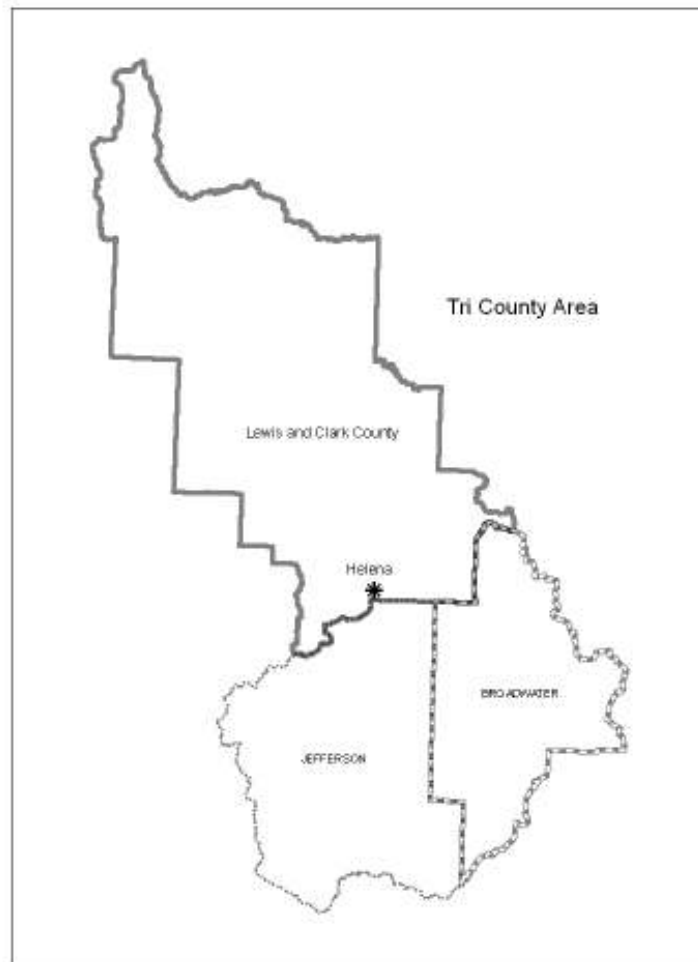 Tri County Area
Lewis and Clark County
Helena
BROADWATER
JEFFERSON